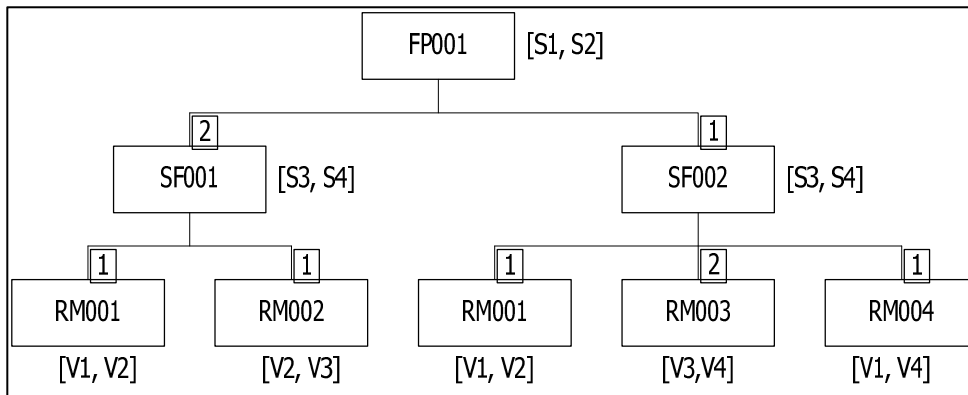 FP001 [S1, S2]
2 1
SF001 [S3, S4] SF002 [S3, S4]
1 1 1 2 1
RM001 RM002 RM001 RM003 RM004
[V1, V2] [V2, V3] [V1, V2] [V3,V4] [V1, V4]